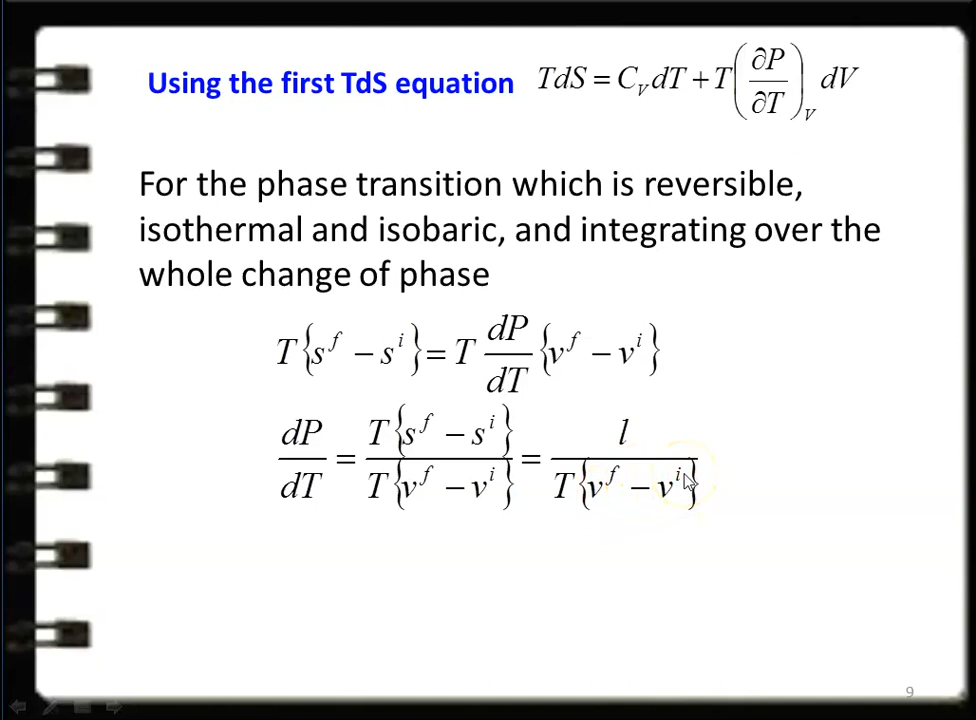 Using the first TdS equation TdS = C_V dT + T(∂P/∂T)_V dV
For the phase transition which is reversible,
isothermal and isobaric, and integrating over the
whole change of phase
T{s^f − s^i} = T dP/dT {v^f − v^i}
dP/dT = T{s^f − s^i}/T{v^f − v^i} = l/T{v^f − v^i}
9